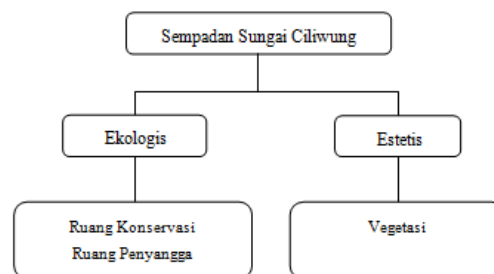 Sempadan Sungai Ciliwung
Ekologis
Estetis
Ruang Konservasi
Ruang Penyangga
Vegetasi